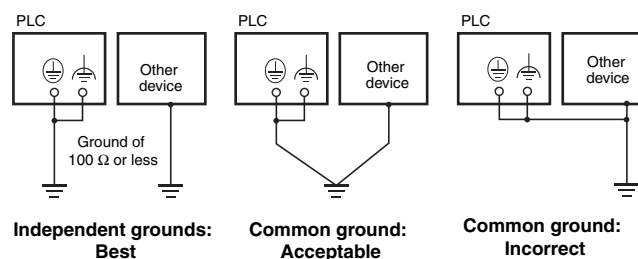 PLC
Other
device
Ground of
100 Ω or less
Independent grounds:
Best
PLC
Other
device
Common ground:
Acceptable
PLC
Other
device
Common ground:
Incorrect